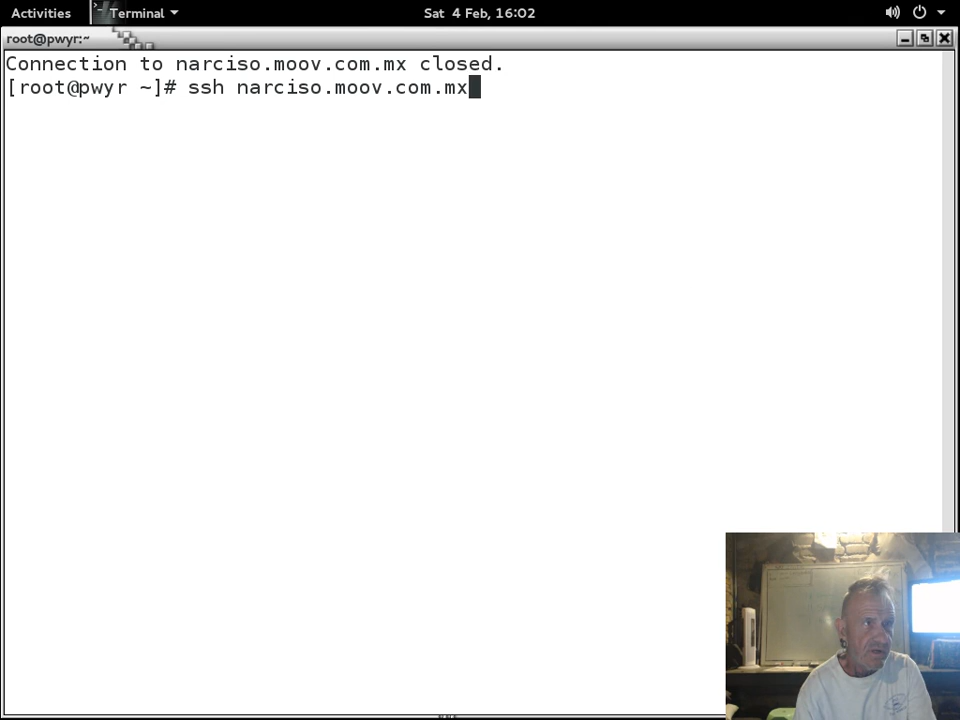 Activities
Terminal
Sat 4 Feb, 16:02
root@pwyr:~
Connection to narciso.moov.com.mx closed.
[root@pwyr ~]# ssh narciso.moov.com.mx